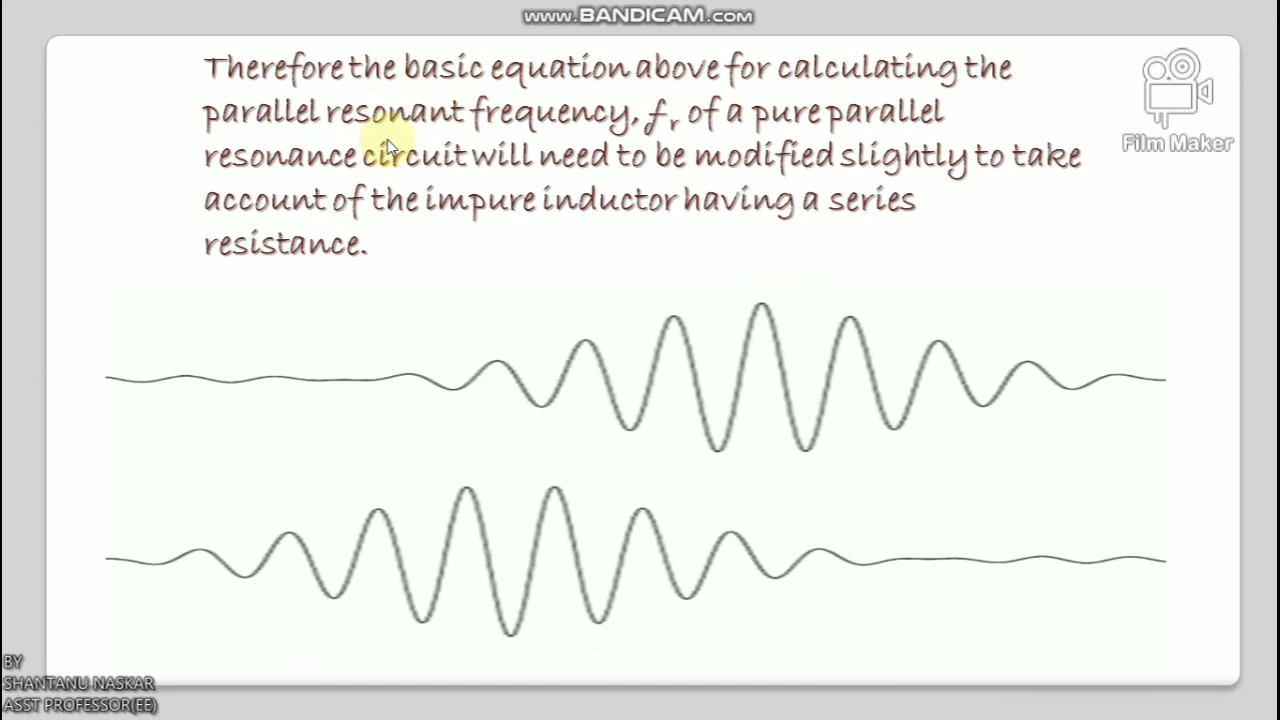 www.BANDICAM.com
Therefore the basic equation above for calculating the
parallel resonant frequency, fr of a pure parallel
resonance circuit will need to be modified slightly to take
account of the impure inductor having a series
resistance.
Film Maker
BY
SHANTANU NASKAR
ASST PROFESSOR(EE)